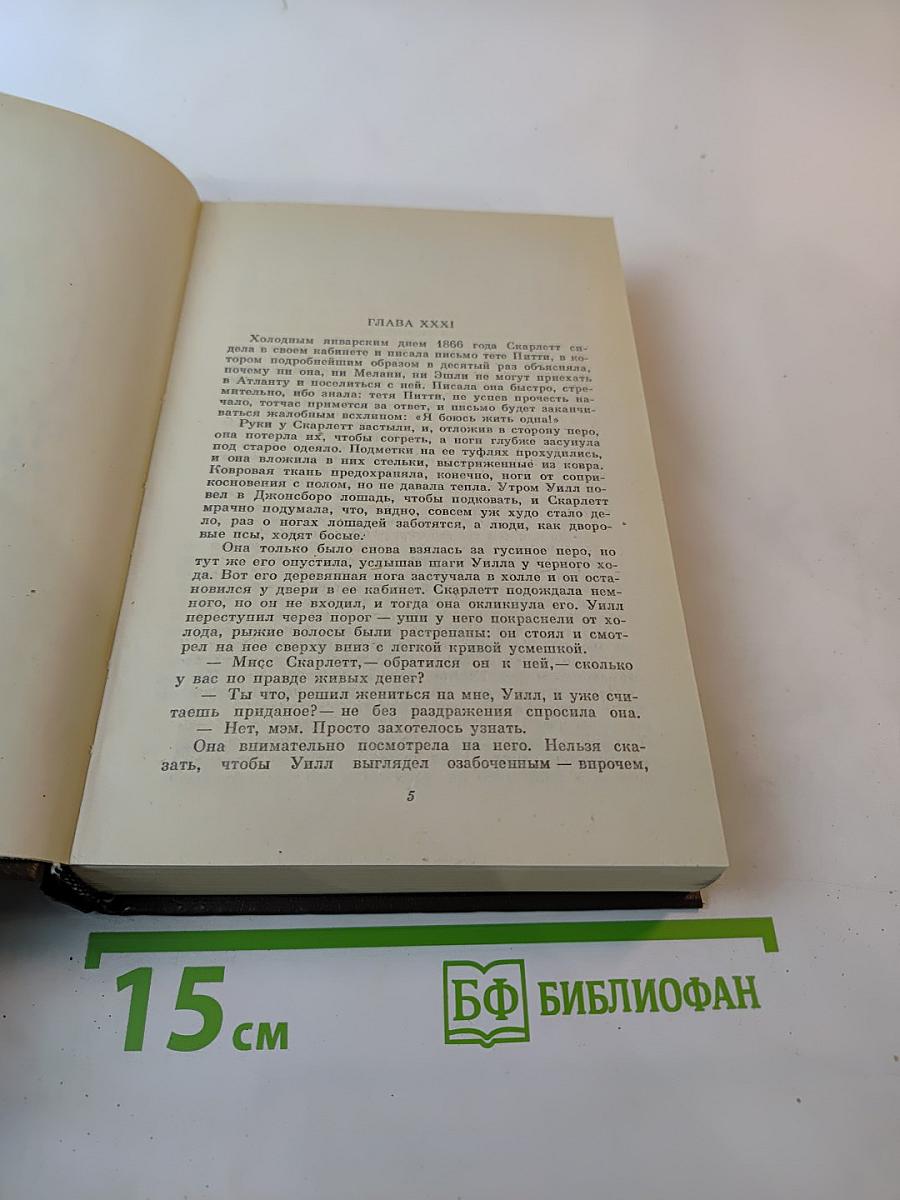 ГЛАВА XXXI
Холодным январским днем 1866 года Скарлетт си-
дела в своем кабинете и писала письмо тете Питти, в ко-
тором подробнейшим образом в десятый раз объясняла,
почему ни она, ни Мелани, ни Эшли не могут приехать
в Атланту и поселиться с ней. Писала она быстро, стре-
мительно, ибо знала: тетя Питти, не успев прочесть на-
чало, тотчас примется за ответ, и письмо будет заканчи-
ваться жалобным всхлипом: «Я боюсь жить одна!»
Руки у Скарлетт застыли, и, отложив в сторону перо,
она потерла их, чтобы согреть, а ноги глубже засунула
под старое одеяло. Подметки на ее туфлях прохудились,
и она вложила в них стельки, выстриженные из ковра.
Ковровая ткань предохраняла, конечно, ноги от сопри-
косновения с полом, но не давала тепла. Утром Уилл по-
вел в Джонсборо лошадь, чтобы подковать, и Скарлетт
мрачно подумала, что, видно, совсем уж худо стало де-
ло, раз о ногах лошадей заботятся, а люди, как дворо-
вые псы, ходят босые.
Она только было снова взялась за гусиное перо, но
тут же его опустила, услышав шаги Уилла у черного хо-
да. Вот его деревянная нога застучала в холле и он оста-
новился у двери в ее кабинет. Скарлетт подождала нем-
ного, но он не входил, и тогда она окликнула его. Уилл
переступил через порог — уши у него покраснели от хо-
лода, рыжие волосы были растрепаны: он стоял и смот-
рел на нее сверху вниз с легкой кривой усмешкой.
— Мисс Скарлетт,— обратился он к ней,— сколько
у вас по правде живых денег?
— Ты что, решил жениться на мне, Уилл, и уже счи-
таешь приданое?— не без раздражения спросила она.
— Нет, мэм. Просто захотелось узнать.
Она внимательно посмотрела на него. Нельзя ска-
зать, чтобы Уилл выглядел озабоченным — впрочем,
5
15 см
БФ БИБЛИОФАН